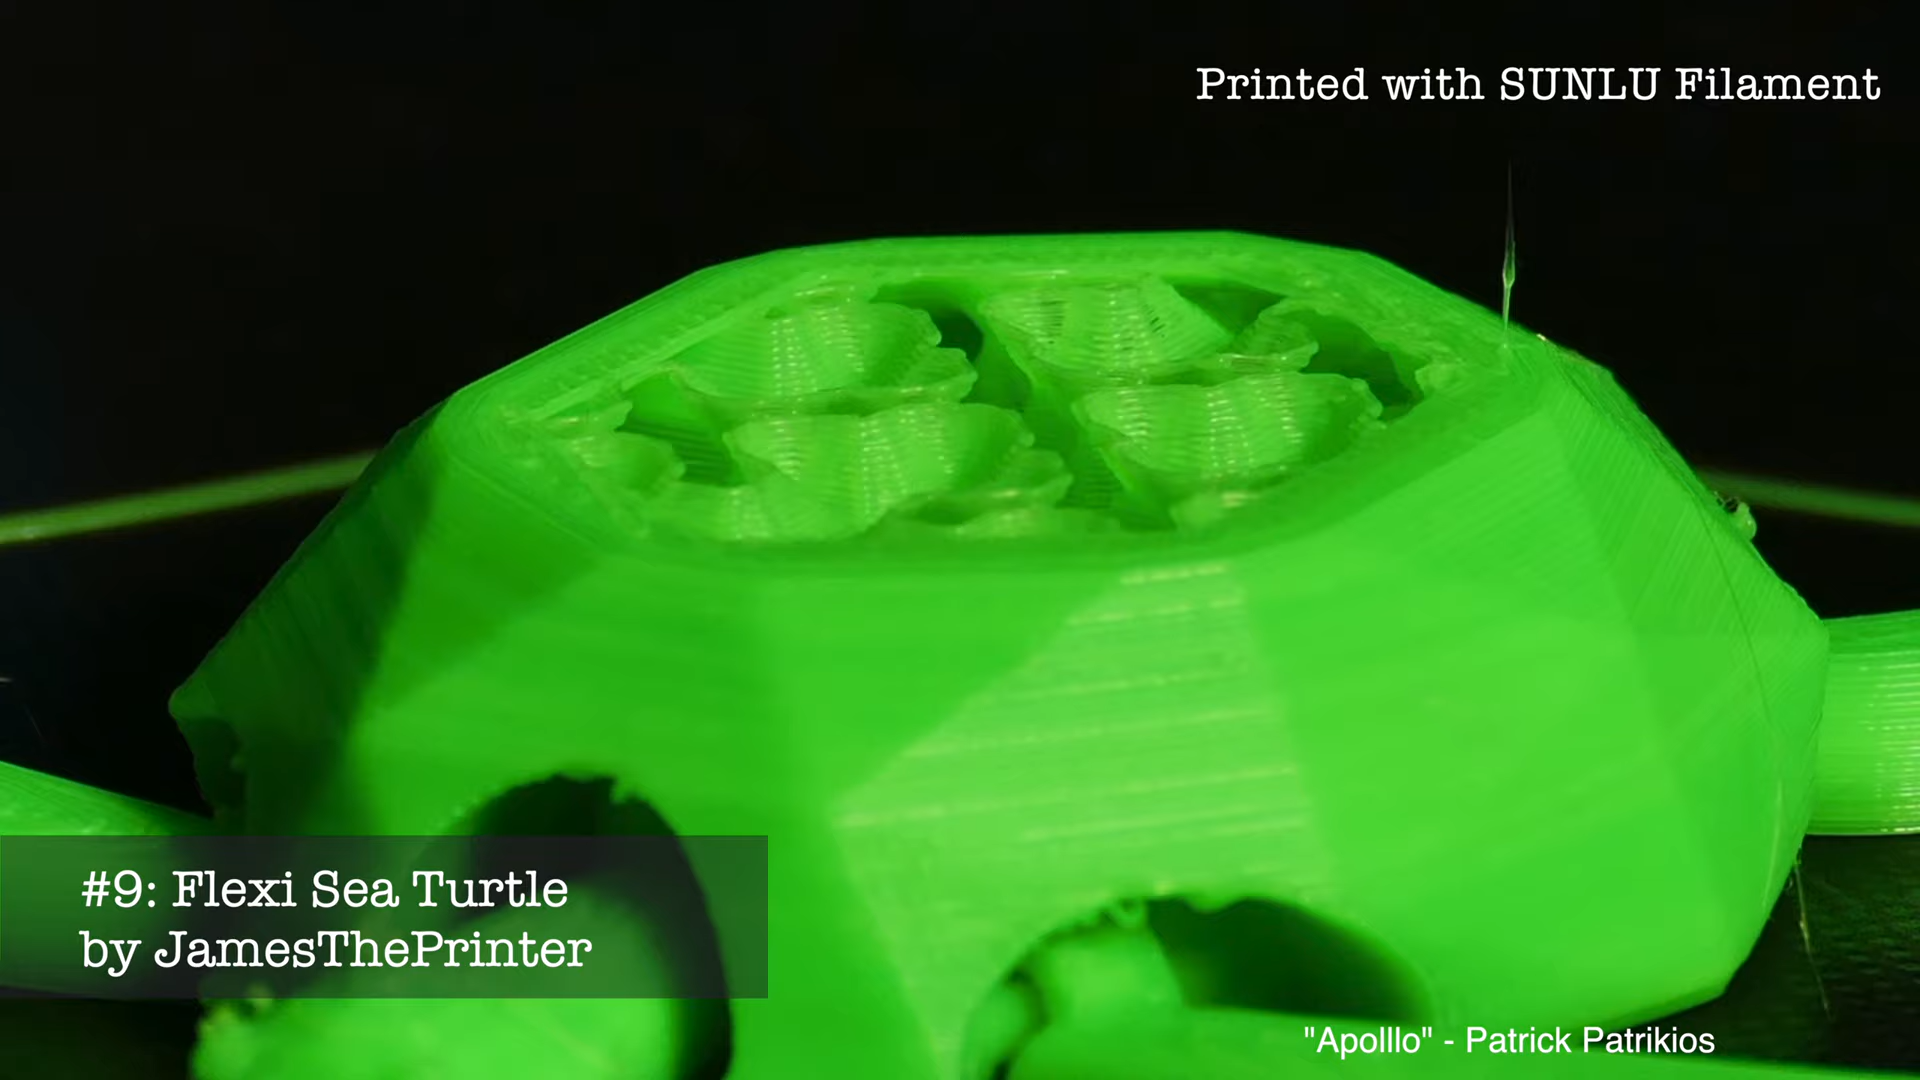 Printed with SUNLU Filament
#9: Flexi Sea Turtle
by JamesThePrinter
"Apolllo" - Patrick Patrikios